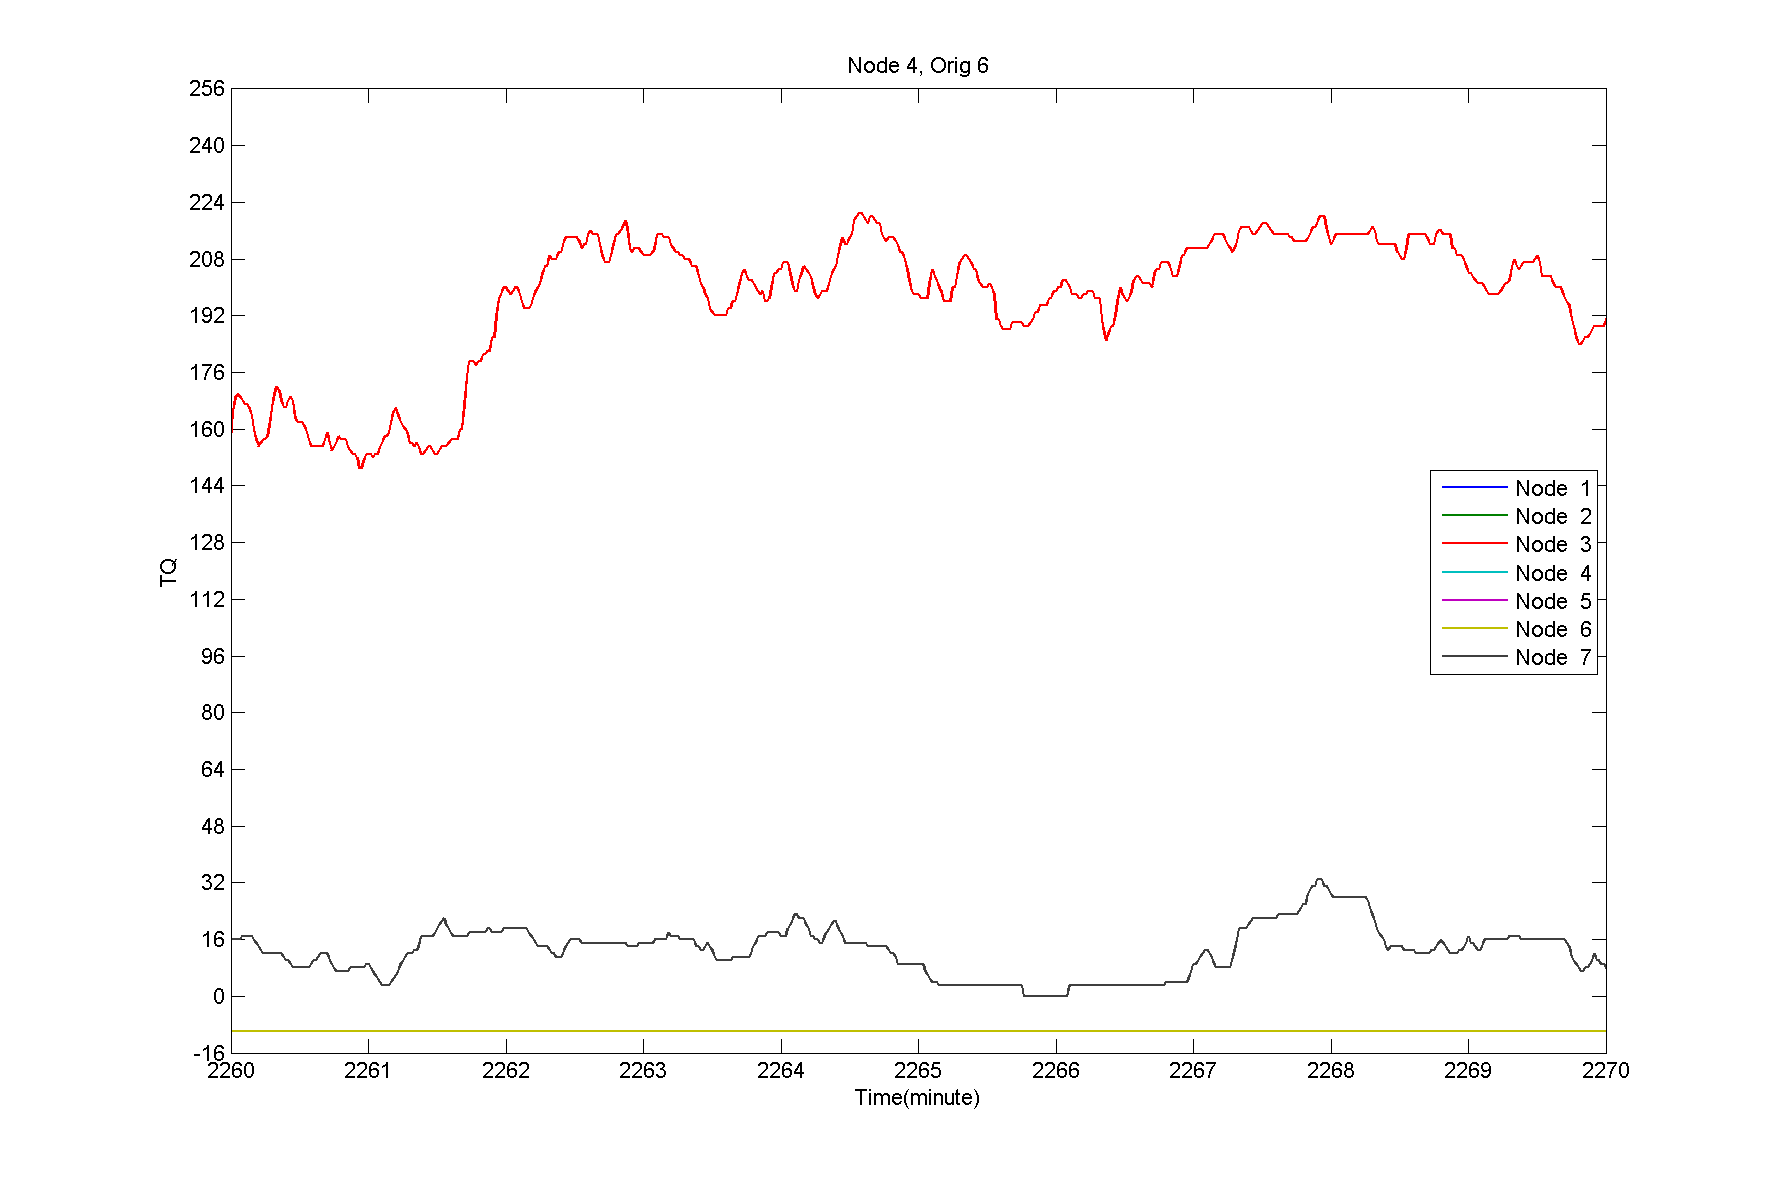 Node 4, Orig 6
256
240
224
208
192
176
160
144
128
112
96
80
64
48
32
16
0
-16
TQ
Node 1
Node 2
Node 3
Node 4
Node 5
Node 6
Node 7
2260 2261 2262 2263 2264 2265 2266 2267 2268 2269 2270
Time(minute)